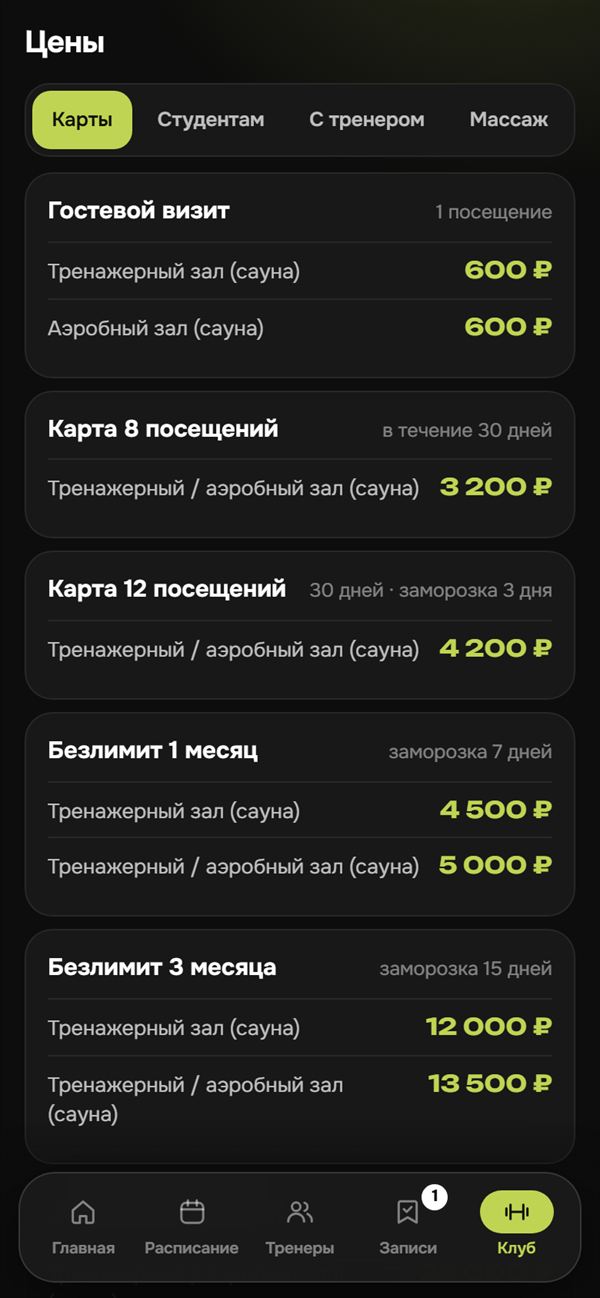 Цены
Карты Студентам С тренером Массаж
Гостевой визит 1 посещение
Тренажерный зал (сауна) 600 ₽
Аэробный зал (сауна) 600 ₽
Карта 8 посещений в течение 30 дней
Тренажерный / аэробный зал (сауна) 3 200 ₽
Карта 12 посещений 30 дней · заморозка 3 дня
Тренажерный / аэробный зал (сауна) 4 200 ₽
Безлимит 1 месяц заморозка 7 дней
Тренажерный зал (сауна) 4 500 ₽
Тренажерный / аэробный зал (сауна) 5 000 ₽
Безлимит 3 месяца заморозка 15 дней
Тренажерный зал (сауна) 12 000 ₽
Тренажерный / аэробный зал 13 500 ₽
(сауна)
1
Главная Расписание Тренеры Записи Клуб